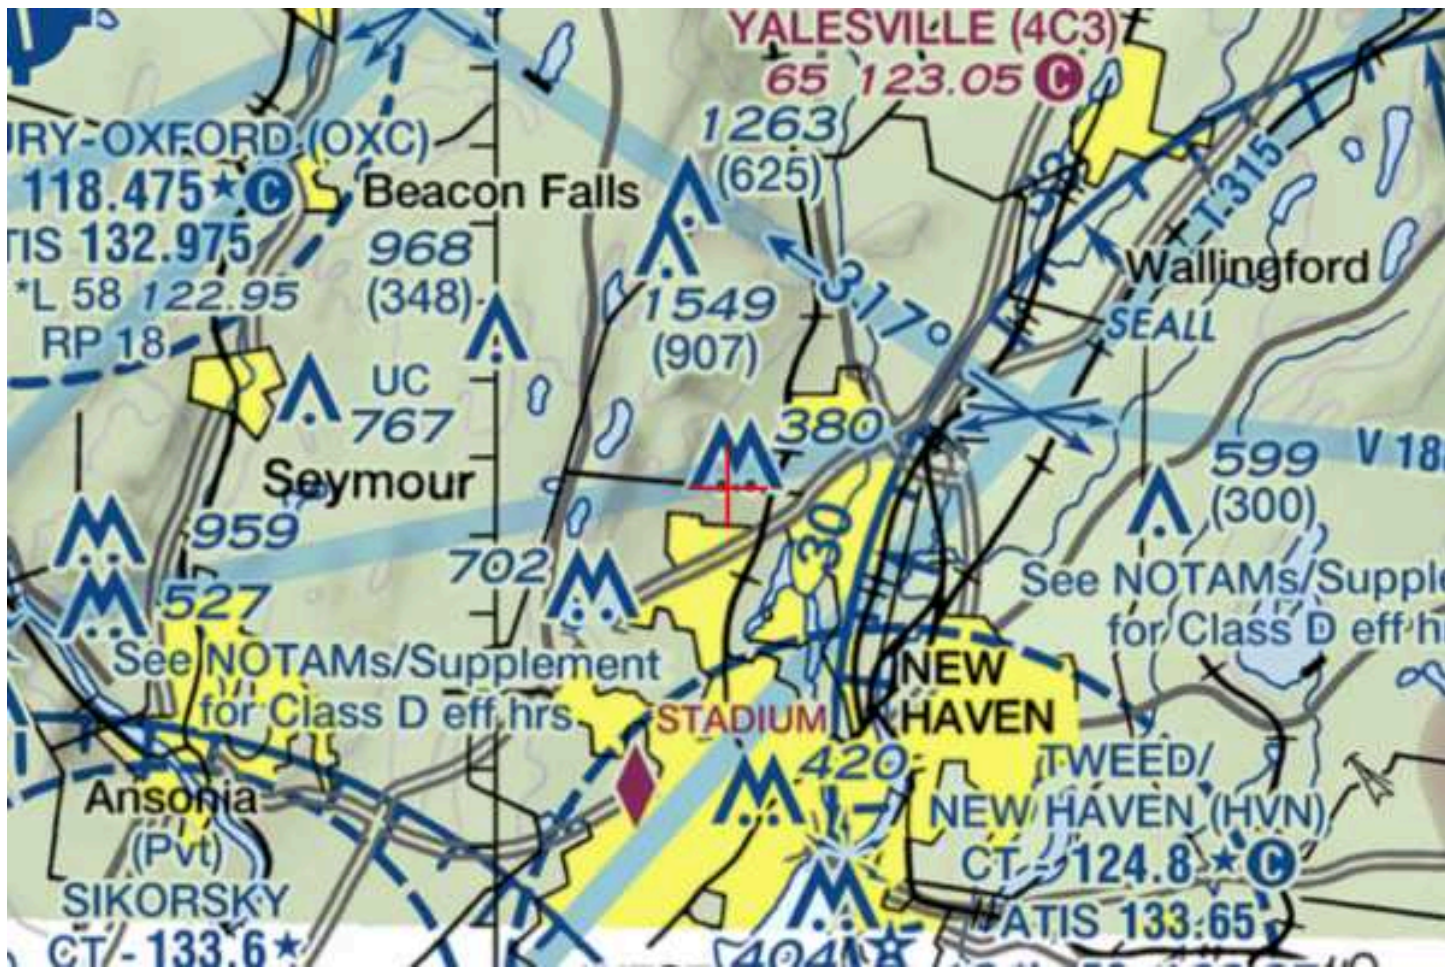 YALESVILLE (4C3)
65 123.05 C
1263
(625)
URY-OXFORD (OXC)
118.475★ C
TIS 132.975
*L 58 122.95
RP 18
Beacon Falls
968
(348)
1549
(907)
317°
T-315
Wallingford
SEALL
UC
767
380
V 18
599
(300)
Seymour
959
702
30
527
See NOTAMs/Supplement
for Class D eff hrs
See NOTAMs/Supple
for Class D eff h
NEW
HAVEN
STADIUM
420
TWEED/
NEW HAVEN (HVN)
CT - 124.8 ★ C
ATIS 133.65
Ansonia
(Pvt)
SIKORSKY
CT - 133.6★
404